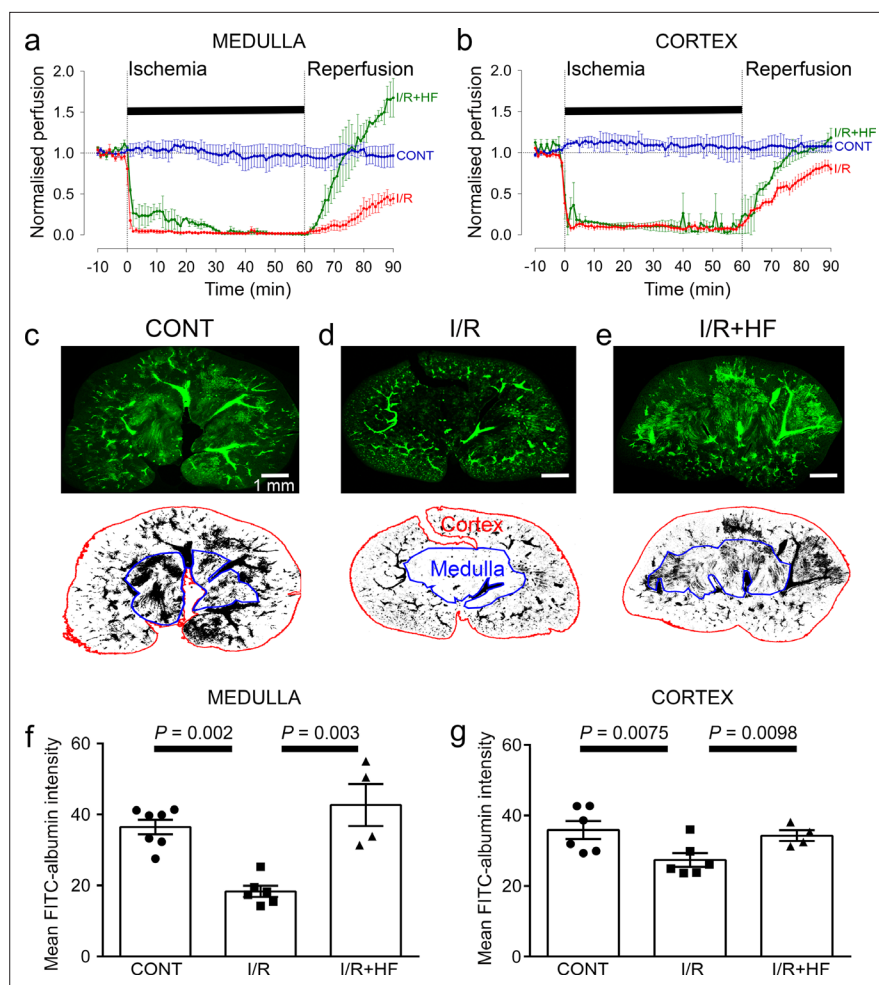 a
MEDULLA
Ischemia
Reperfusion
I/R+HF
CONT
I/R
Normalised perfusion
2.0
1.5
1.0
0.5
0.0
-10 0 10 20 30 40 50 60 70 80 90
Time (min)
b
CORTEX
Ischemia
Reperfusion
I/R+HF
CONT
I/R
Normalised perfusion
2.0
1.5
1.0
0.5
0.0
-10 0 10 20 30 40 50 60 70 80 90
Time (min)
c
CONT
1 mm
d
I/R
Cortex
Medulla
e
I/R+HF
f
MEDULLA
P = 0.002
P = 0.003
Mean FITC-albumin intensity
60
40
20
0
CONT I/R I/R+HF
g
CORTEX
P = 0.0075
P = 0.0098
Mean FITC-albumin intensity
60
40
20
0
CONT I/R I/R+HF